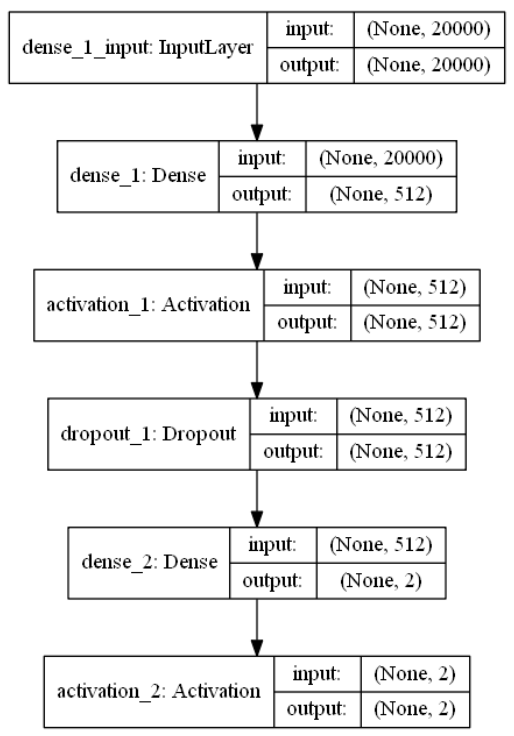 dense_1_input: InputLayer
input: (None, 20000)
output: (None, 20000)
dense_1: Dense
input: (None, 20000)
output: (None, 512)
activation_1: Activation
input: (None, 512)
output: (None, 512)
dropout_1: Dropout
input: (None, 512)
output: (None, 512)
dense_2: Dense
input: (None, 512)
output: (None, 2)
activation_2: Activation
input: (None, 2)
output: (None, 2)